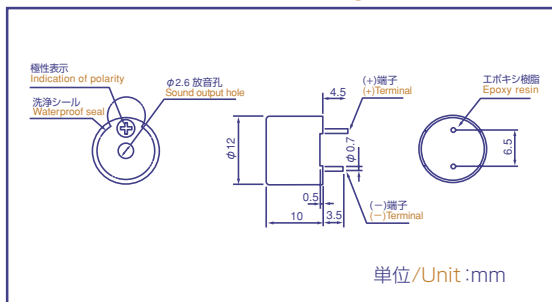 極性表示
Indication of polarity
洗浄シール
Waterproof seal
φ2.6 放音孔
Sound output hole
4.5
(+)端子
(+)Terminal
φ12
φ0.7
0.5
10
3.5
(−)端子
(−)Terminal
エポキシ樹脂
Epoxy resin
6.5
単位/Unit:mm